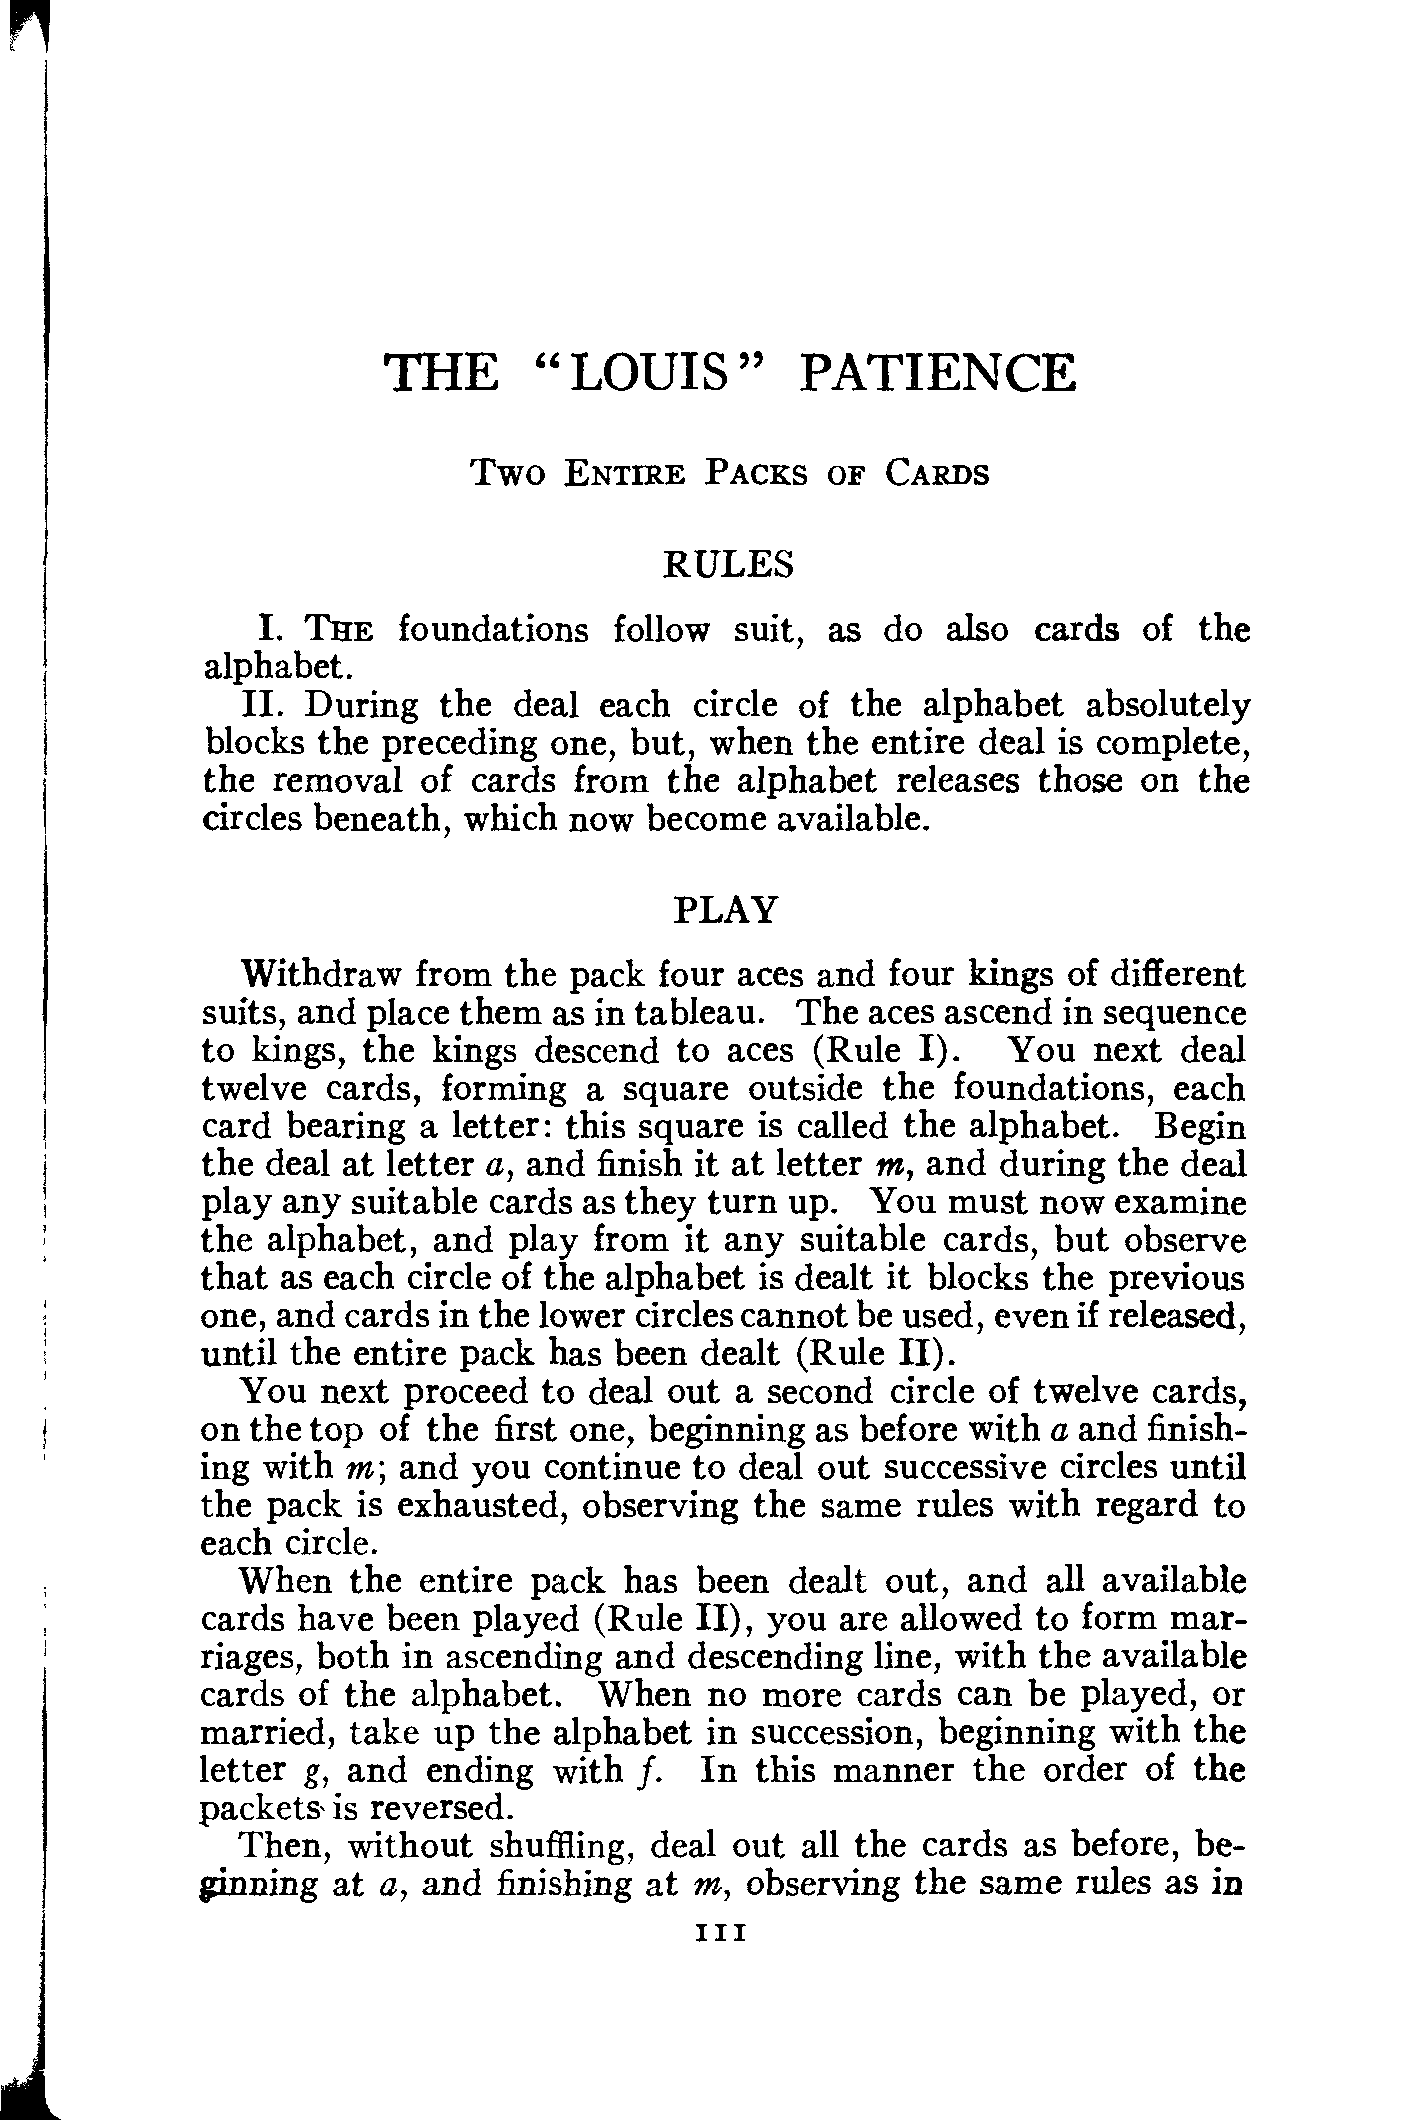 THE "LOUIS" PATIENCE
Two Entire Packs of Cards
RULES
I. The foundations follow suit, as do also cards of the
alphabet.
II. During the deal each circle of the alphabet absolutely
blocks the preceding one, but, when the entire deal is complete,
the removal of cards from the alphabet releases those on the
circles beneath, which now become available.
PLAY
Withdraw from the pack four aces and four kings of different
suits, and place them as in tableau. The aces ascend in sequence
to kings, the kings descend to aces (Rule I). You next deal
twelve cards, forming a square outside the foundations, each
card bearing a letter: this square is called the alphabet. Begin
the deal at letter a, and finish it at letter m, and during the deal
play any suitable cards as they turn up. You must now examine
the alphabet, and play from it any suitable cards, but observe
that as each circle of the alphabet is dealt it blocks the previous
one, and cards in the lower circles cannot be used, even if released,
until the entire pack has been dealt (Rule II).
You next proceed to deal out a second circle of twelve cards,
on the top of the first one, beginning as before with a and finish-
ing with m; and you continue to deal out successive circles until
the pack is exhausted, observing the same rules with regard to
each circle.
When the entire pack has been dealt out, and all available
cards have been played (Rule II), you are allowed to form mar-
riages, both in ascending and descending line, with the available
cards of the alphabet. When no more cards can be played, or
married, take up the alphabet in succession, beginning with the
letter g, and ending with f. In this manner the order of the
packets is reversed.
Then, without shuffling, deal out all the cards as before, be-
ginning at a, and finishing at m, observing the same rules as in
111